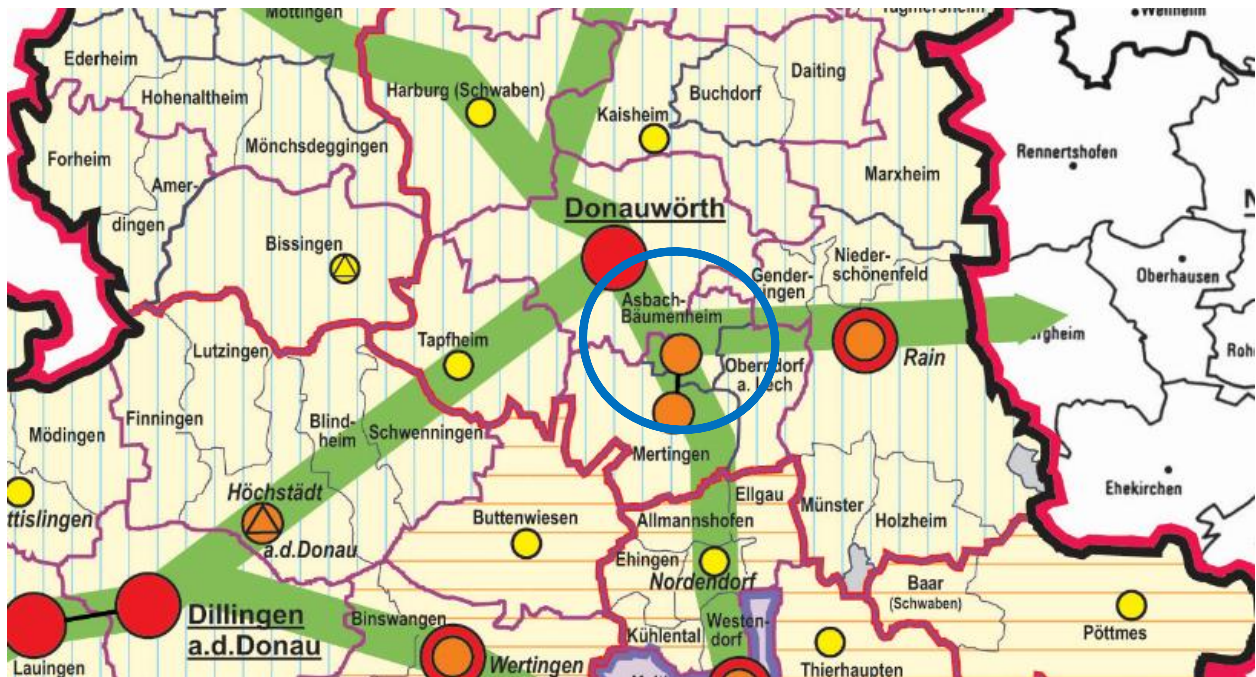 Möttingen
Ederheim
Hohenaltheim
Harburg (Schwaben)
Mönchsdeggingen
Forheim
Amer-
dingen
Bissingen
Kaisheim
Buchdorf
Daiting
Marxheim
Rennertshofen
Oberhausen
Donauwörth
Asbach-
Bäumenheim
Gender-
kingen
Nieder-
schönenfeld
Rain
Oberndorf
a. Lech
Tapfheim
Lutzingen
Finningen
Blind-
heim
Schwenningen
Mödingen
Mertingen
Höchstädt
a.d.Donau
Buttenwiesen
Ellgau
Allmannshofen
Ehingen
Nordendorf
Münster
Holzheim
Ehekirchen
Baar
(Schwaben)
Pöttmes
Dillingen
a.d.Donau
Lauingen
Binswangen
Wertingen
Kühlental
Westen-
dorf
Thierhaupten